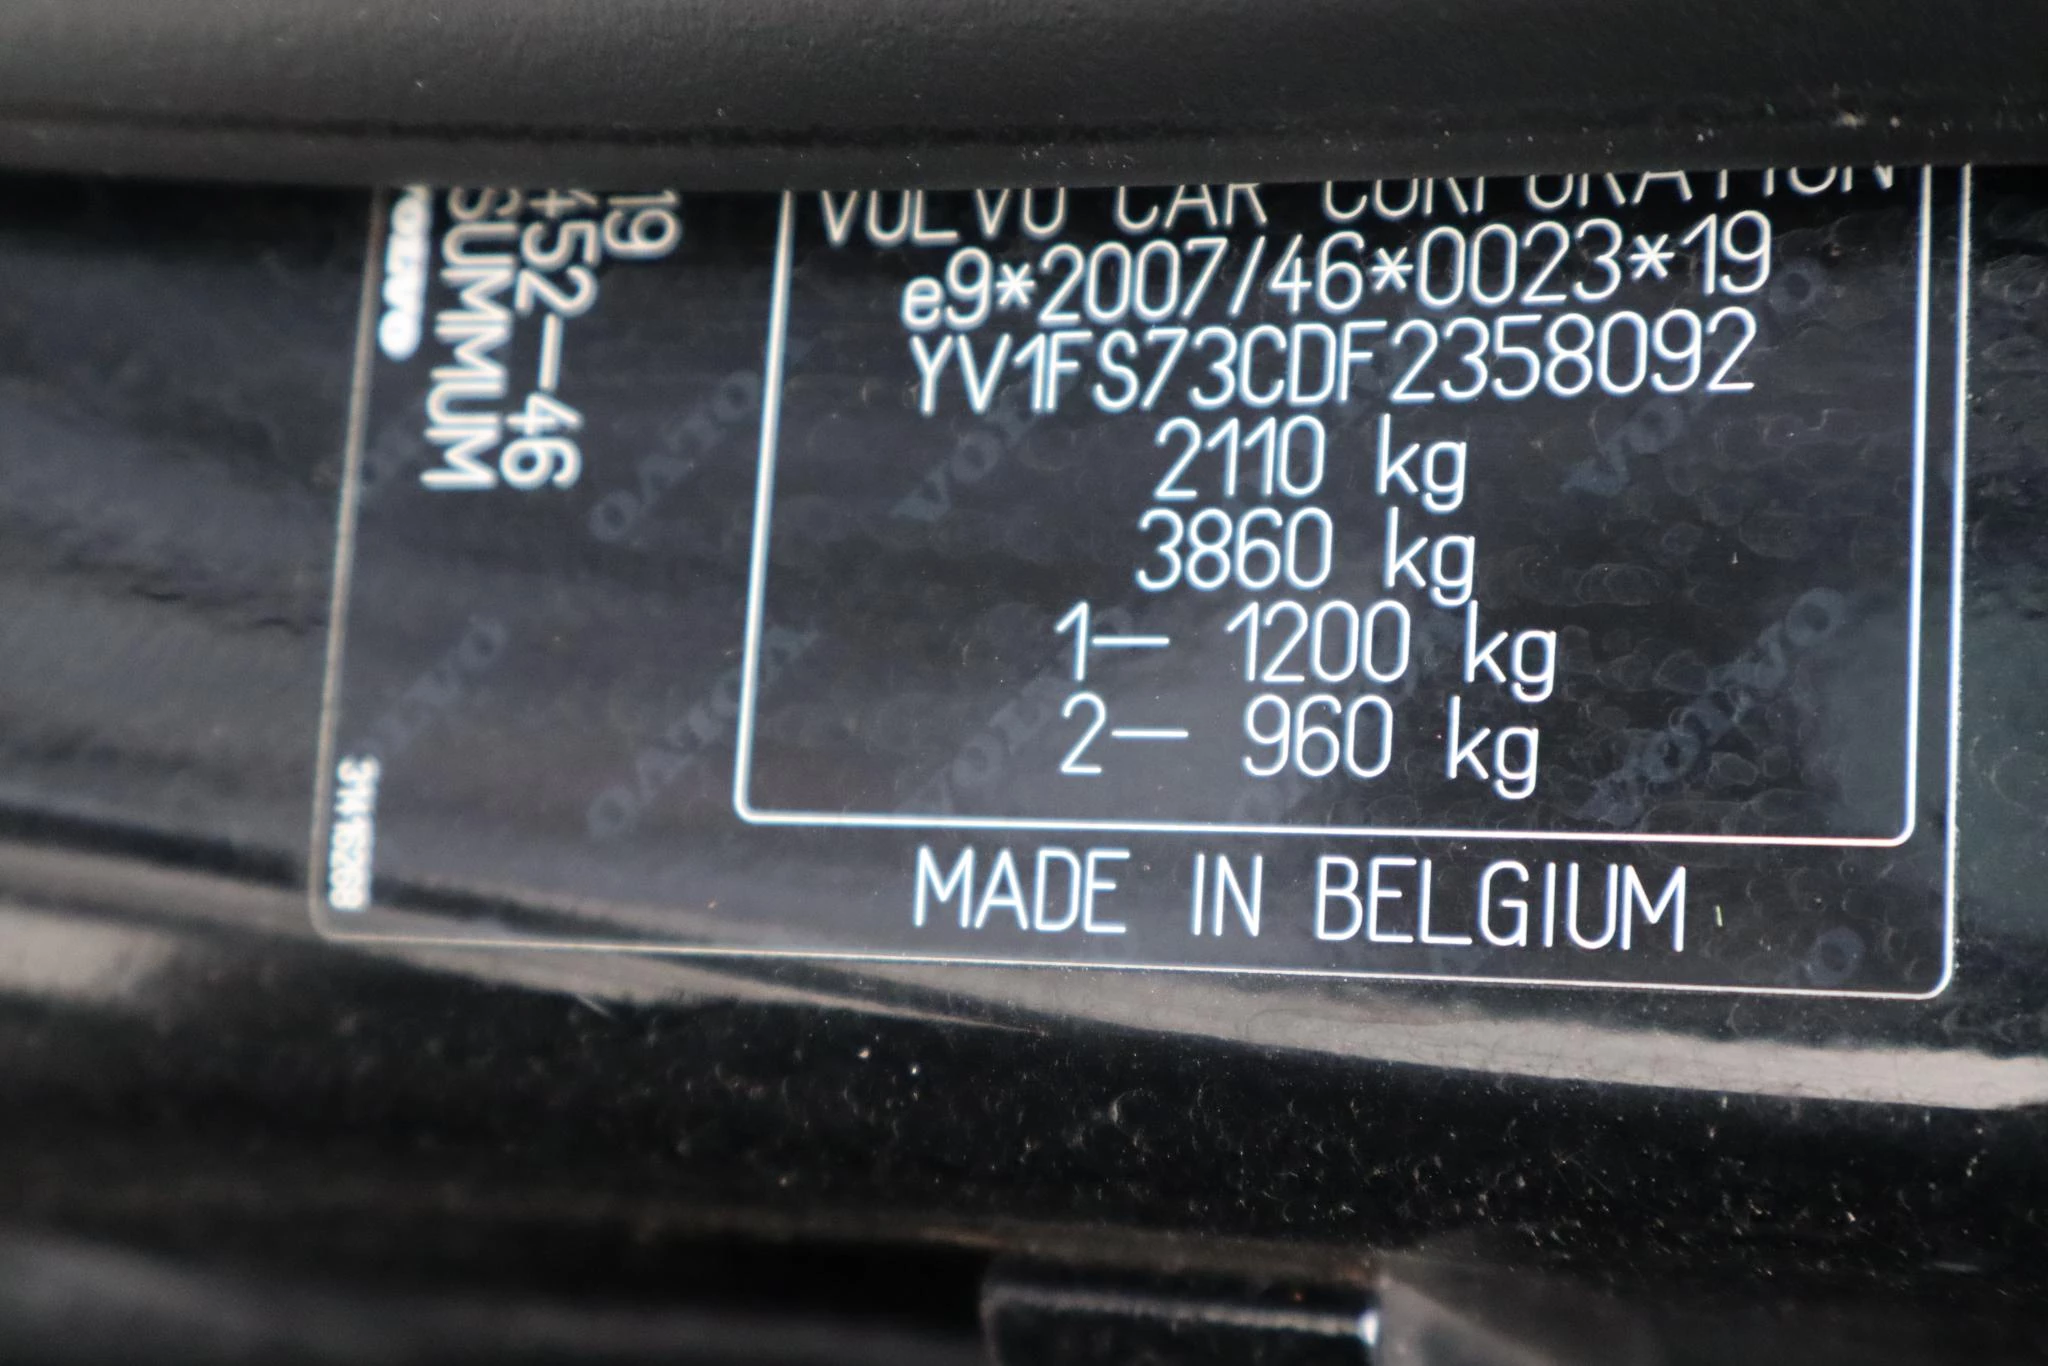 VOLVO CAR CORPORATION
e9*2007/46*0023*19
YV1FS73CDF2358092
2110 kg
3860 kg
1— 1200 kg
2— 960 kg
MADE IN BELGIUM
19
452—46
SUMMUM
VOLVO